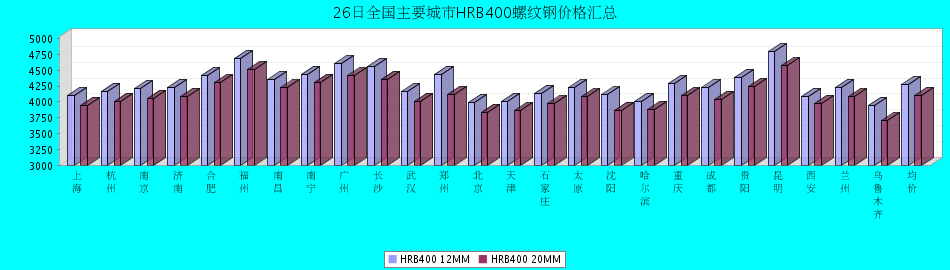 26日全国主要城市HRB400螺纹钢价格汇总
5000
4750
4500
4250
4000
3750
3500
3250
3000
上海
杭州
南京
济南
合肥
福州
南昌
南宁
广州
长沙
武汉
郑州
北京
天津
石家庄
太原
沈阳
哈尔滨
重庆
成都
贵阳
昆明
西安
兰州
乌鲁木齐
均价
HRB400 12MM
HRB400 20MM